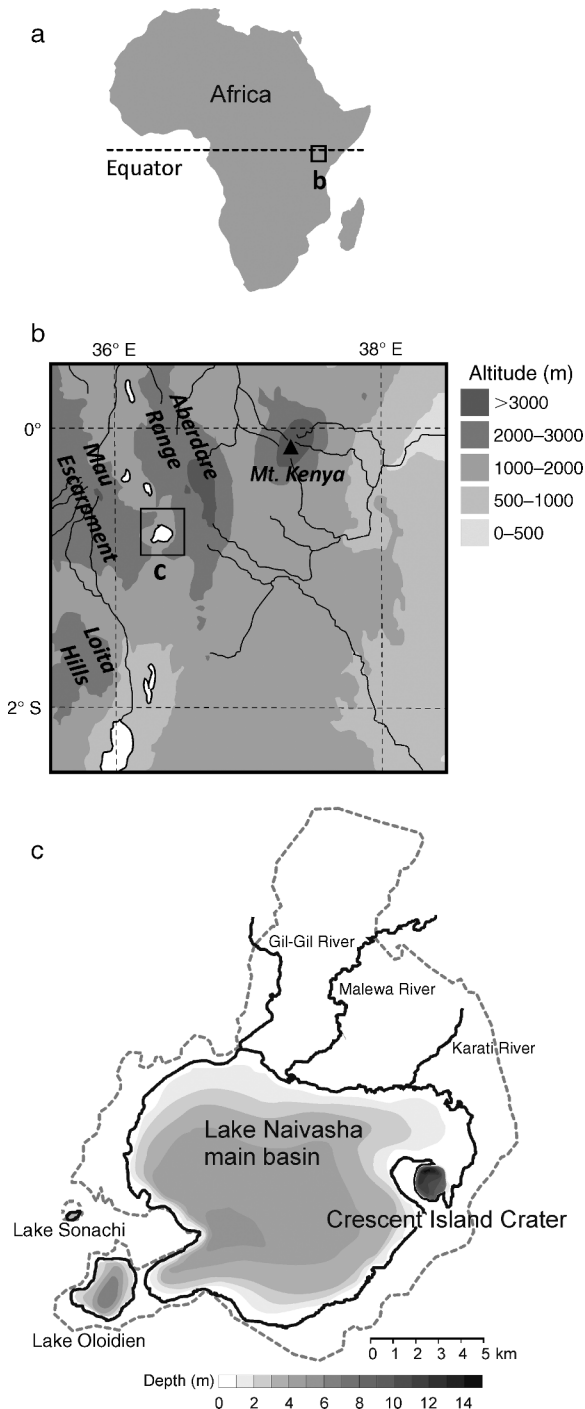 a
Africa
Equator
b
b
36° E
38° E
Altitude (m)
>3000
2000–3000
1000–2000
500–1000
0–500
0°
Aberdare
Range
Mau
Escarpment
Mt. Kenya
c
Loita
Hills
2° S
c
Gil-Gil River
Malewa River
Karati River
Lake Naivasha
main basin
Crescent Island Crater
Lake Sonachi
Lake Oloidien
0 1 2 3 4 5 km
Depth (m)
0 2 4 6 8 10 12 14